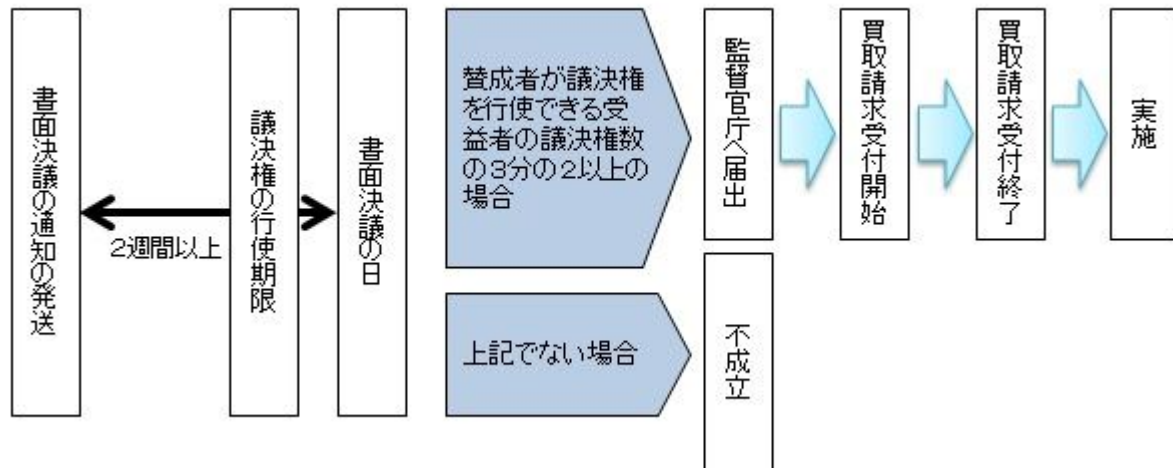 書面決議の通知の発送
2週間以上
議決権の行使期限
書面決議の日
賛成者が議決権
を行使できる受
益者の議決権数
の3分の2以上の
場合
監督官庁へ届出
買取請求受付開始
買取請求受付終了
実施
上記でない場合
不成立